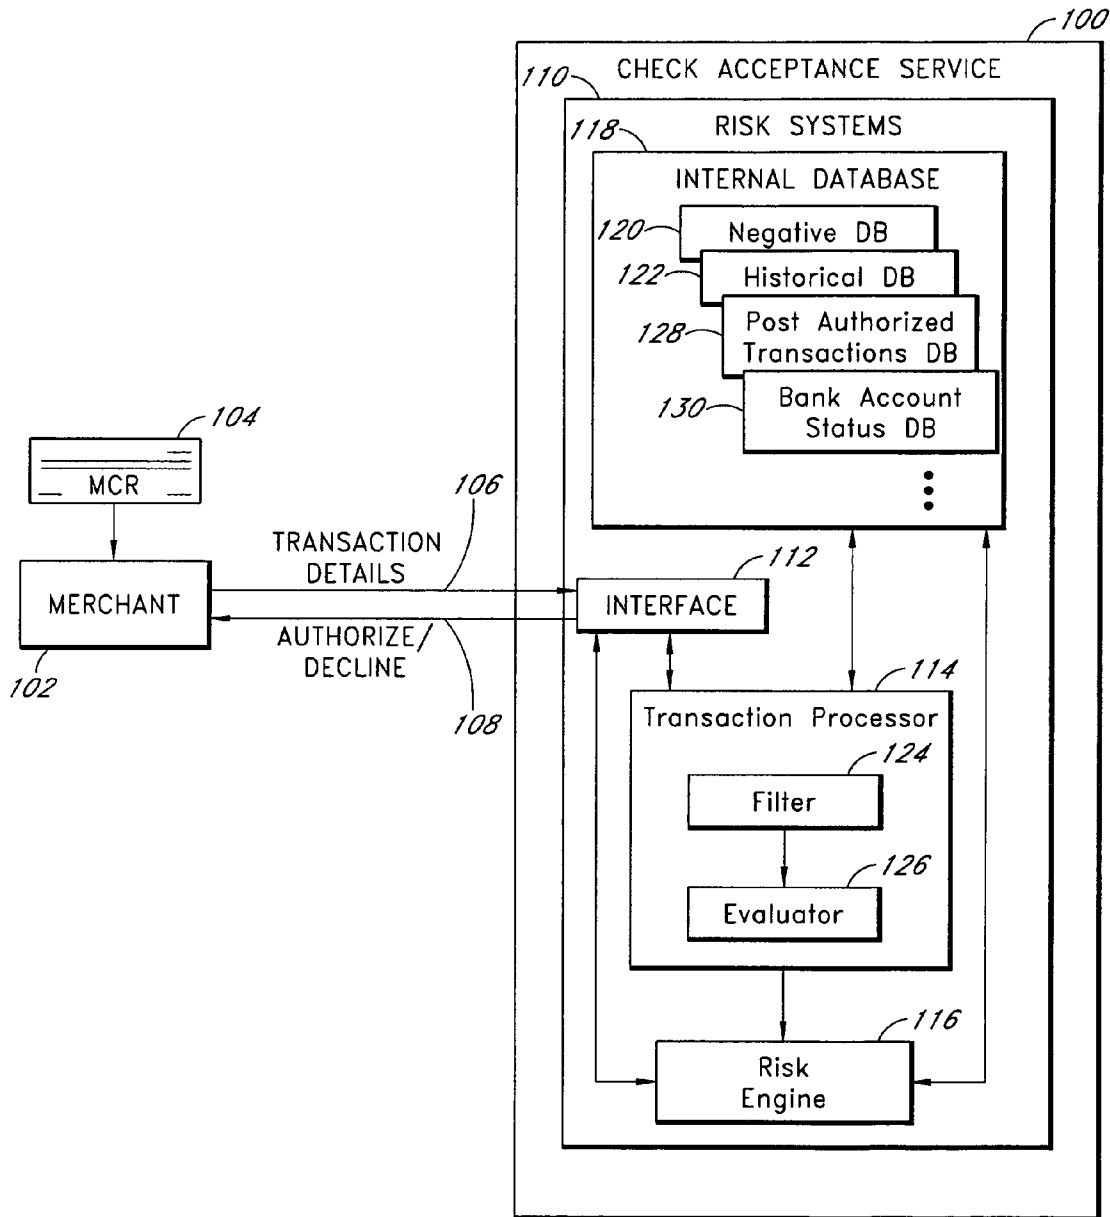 100
CHECK ACCEPTANCE SERVICE
110
RISK SYSTEMS
118
INTERNAL DATABASE
120
Negative DB
122
Historical DB
128
Post Authorized
Transactions DB
130
Bank Account
Status DB
104
MCR
106
TRANSACTION
DETAILS
112
MERCHANT
INTERFACE
AUTHORIZE/
DECLINE
102
108
114
Transaction Processor
124
Filter
126
Evaluator
116
Risk
Engine